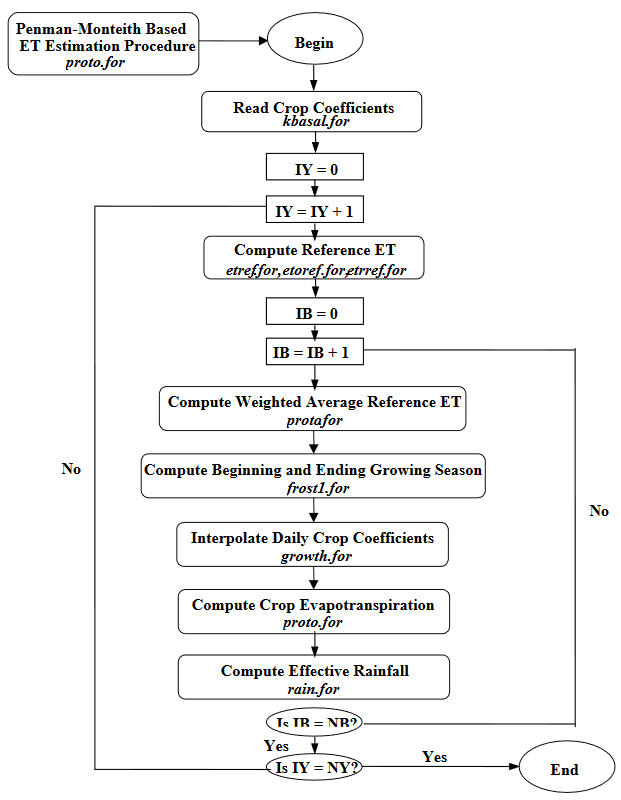 Penman-Monteith Based
ET Estimation Procedure
proto.for
Begin
Read Crop Coefficients
kbasal.for
IY = 0
IY = IY + 1
Compute Reference ET
etref.for,etoref.for,etrref.for
IB = 0
IB = IB + 1
Compute Weighted Average Reference ET
protafor
Compute Beginning and Ending Growing Season
frost1.for
No
No
Interpolate Daily Crop Coefficients
growth.for
Compute Crop Evapotranspiration
proto.for
Compute Effective Rainfall
rain.for
Is IB = NB?
Yes
Is IY = NY?
Yes
End